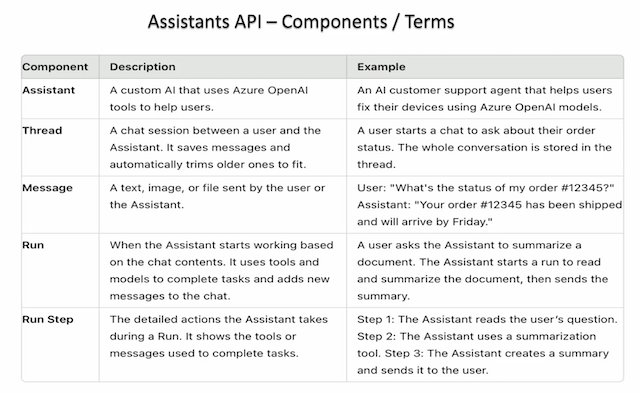 Assistants API – Components / Terms
Component Description Example
Assistant A custom AI that uses Azure OpenAI An AI customer support agent that helps users
tools to help users. fix their devices using Azure OpenAI models.
Thread A chat session between a user and the A user starts a chat to ask about their order
Assistant. It saves messages and status. The whole conversation is stored in the
automatically trims older ones to fit. thread.
Message A text, image, or file sent by the user or User: "What's the status of my order #12345?"
the Assistant. Assistant: "Your order #12345 has been shipped
and will arrive by Friday."
Run When the Assistant starts working based A user asks the Assistant to summarize a
on the chat contents. It uses tools and document. The Assistant starts a run to read
models to complete tasks and adds new and summarize the document, then sends the
messages to the chat. summary.
Run Step The detailed actions the Assistant takes Step 1: The Assistant reads the user's question.
during a Run. It shows the tools or Step 2: The Assistant uses a summarization
messages used to complete tasks. tool. Step 3: The Assistant creates a summary
and sends it to the user.